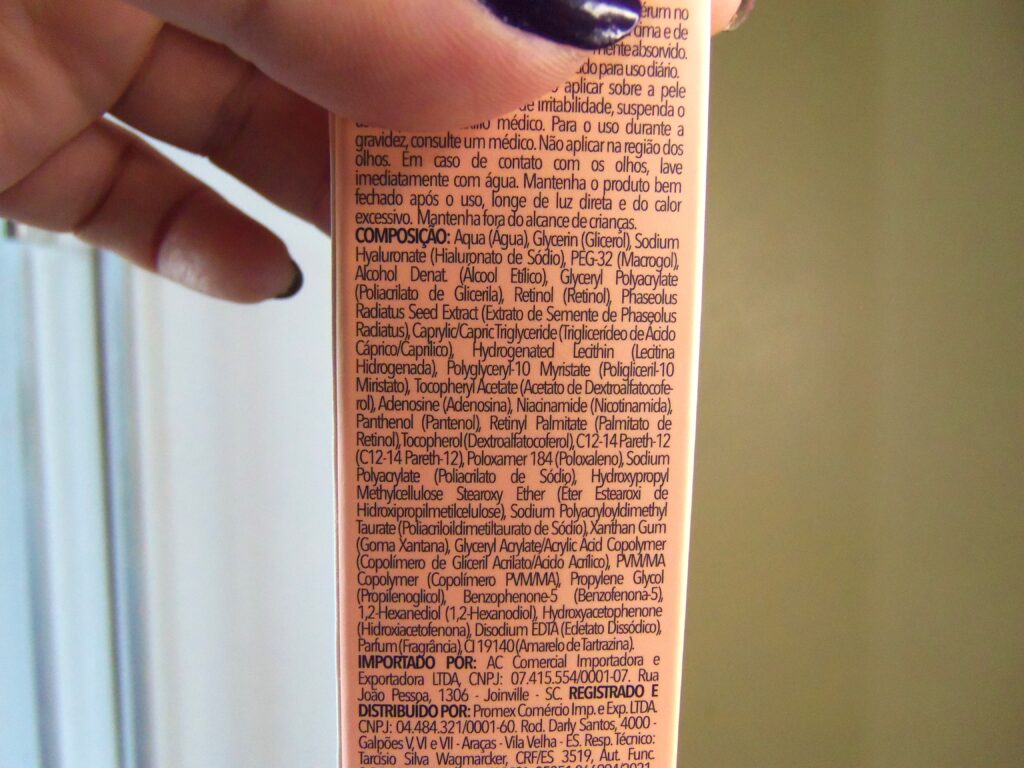 érum no
cima e de
mente absorvido.
do para uso diário.
aplicar sobre a pele
de irritabilidade, suspenda o
médico. Para o uso durante a
gravidez, consulte um médico. Não aplicar na região dos
olhos. Em caso de contato com os olhos, lave
imediatamente com água. Mantenha o produto bem
fechado após o uso, longe de luz direta e do calor
excessivo. Mantenha fora do alcance de crianças.
COMPOSIÇÃO: Aqua (Água), Glycerin (Glicerol), Sodium
Hyaluronate (Hialuronato de Sódio), PEG-32 (Macrogol),
Alcohol Denat. (Álcool Etílico), Glyceryl Polyacrylate
(Poliacrilato de Glicerila), Retinol (Retinol), Phaseolus
Radiatus Seed Extract (Extrato de Semente de Phaseolus
Radiatus), Caprylic/Capric Triglyceride (Triglicerídeo de Ácido
Cáprico/Caprílico), Hydrogenated Lecithin (Lecitina
Hidrogenada), Polyglyceryl-10 Myristate (Poligliceril-10
Miristato), Tocopheryl Acetate (Acetato de Dextroalfatocofe-
rol), Adenosine (Adenosina), Niacinamide (Nicotinamida),
Panthenol (Pantenol), Retinyl Palmitate (Palmitato de
Retinol), Tocopherol (Dextroalfatocoferol), C12-14 Pareth-12
(C12-14 Pareth-12), Poloxamer 184 (Poloxaleno), Sodium
Polyacrylate (Poliacrilato de Sódio), Hydroxypropyl
Methylcellulose Stearoxy Ether (Éter Estearoxi de
Hidroxipropilmetilcelulose), Sodium Polyacryloyldimethyl
Taurate (Poliacriloildimetiltaurato de Sódio), Xanthan Gum
(Goma Xantana), Glyceryl Acrylate/Acrylic Acid Copolymer
(Copolímero de Gliceril Acrilato/Ácido Acrílico), PVM/MA
Copolymer (Copolímero PVM/MA), Propylene Glycol
(Propilenoglicol), Benzophenone-5 (Benzofenona-5),
1,2-Hexanediol (1,2-Hexanodiol), Hydroxyacetophenone
(Hidroxiacetofenona), Disodium EDTA (Edetato Dissódico),
Parfum (Fragrância), CI 19140 (Amarelo de Tartrazina).
IMPORTADO POR: AC Comercial Importadora e
Exportadora LTDA, CNPJ: 07.415.554/0001-07. Rua
João Pessoa, 1306 - Joinville - SC. REGISTRADO E
DISTRIBUÍDO POR: Promex Comércio Imp. e Exp. LTDA.
CNPJ: 04.484.321/0001-60. Rod. Darly Santos, 4000 -
Galpões V, VI e VII - Araças - Vila Velha - ES. Resp. Técnico:
Tarcísio Silva Wagmarcker, CRF/ES 3519, Aut. Func.